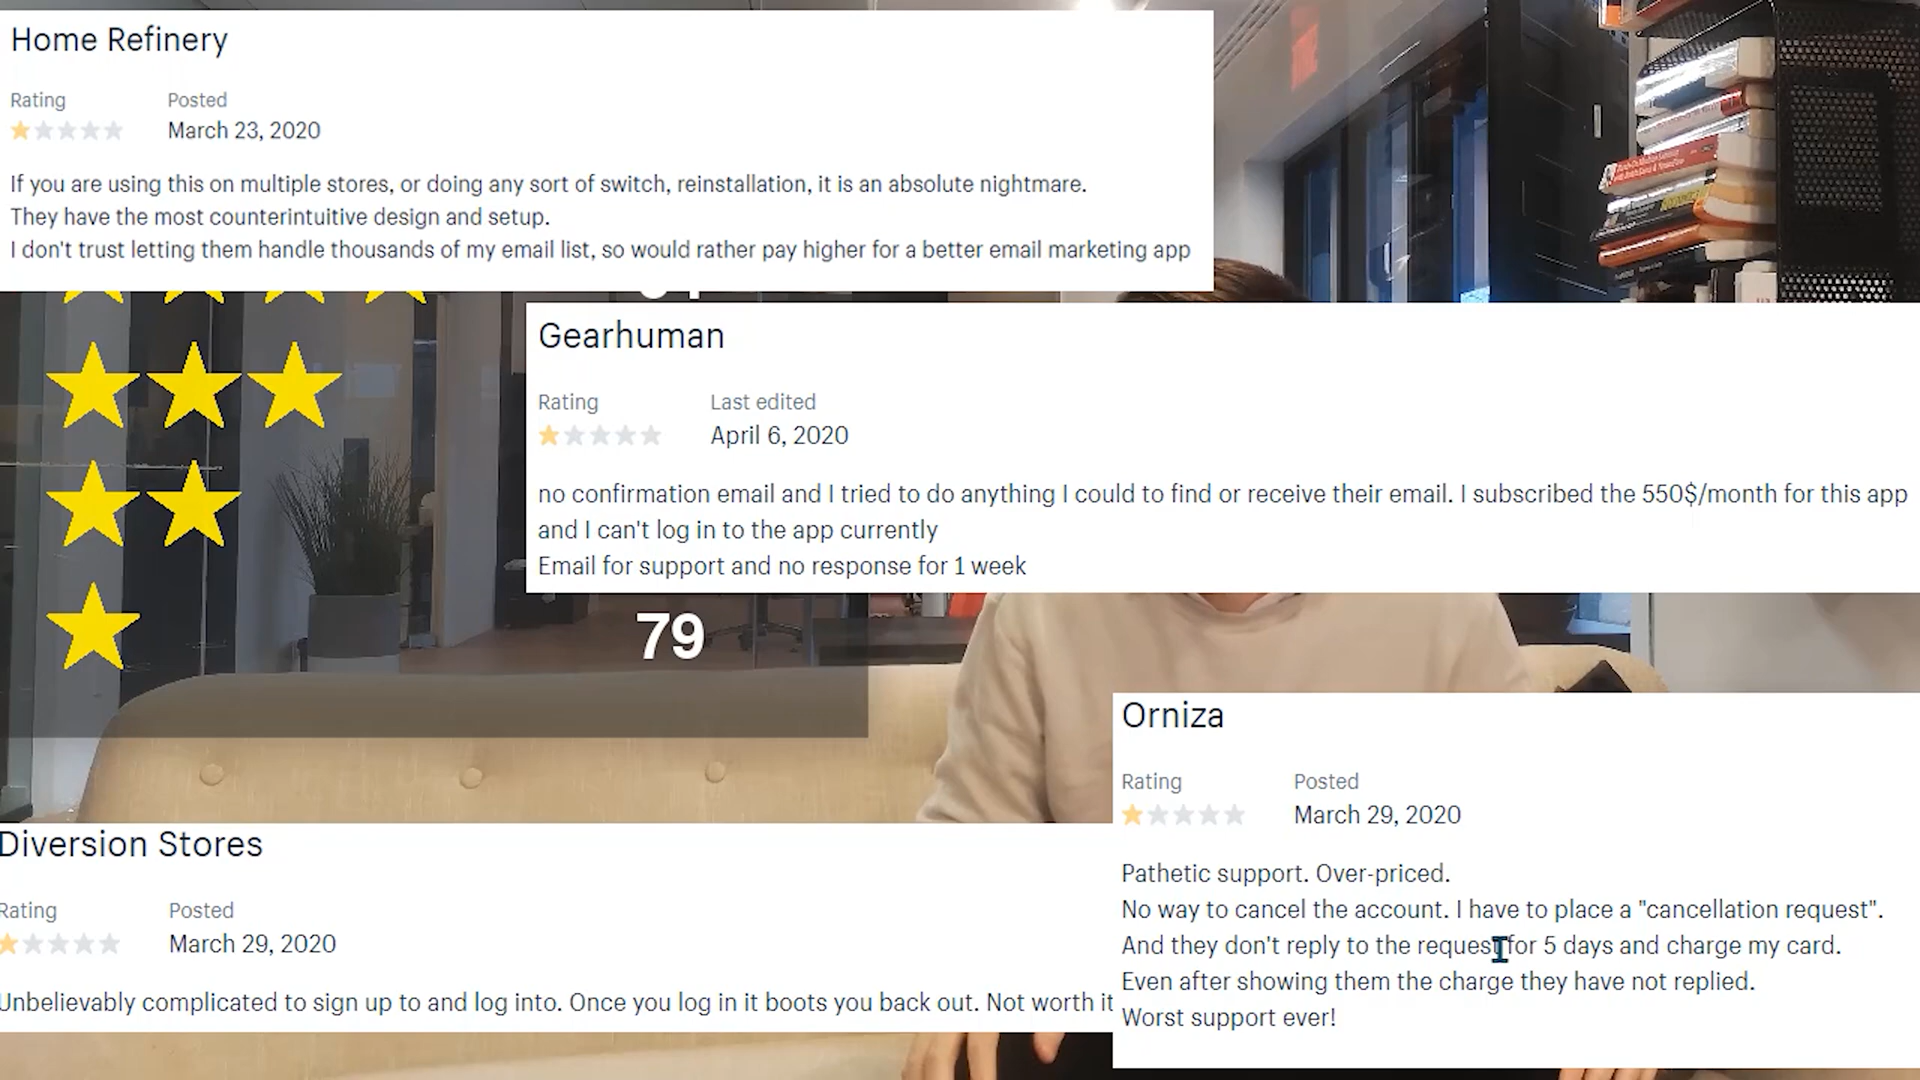 Home Refinery
Rating Posted
March 23, 2020
If you are using this on multiple stores, or doing any sort of switch, reinstallation, it is an absolute nightmare.
They have the most counterintuitive design and setup.
I don't trust letting them handle thousands of my email list, so would rather pay higher for a better email marketing app
Gearhuman
Rating Last edited
April 6, 2020
no confirmation email and I tried to do anything I could to find or receive their email. I subscribed the 550$/month for this app
and I can't log in to the app currently
Email for support and no response for 1 week
79
Orniza
Rating Posted
March 29, 2020
Pathetic support. Over-priced.
No way to cancel the account. I have to place a "cancellation request".
And they don't reply to the request for 5 days and charge my card.
Even after showing them the charge they have not replied.
Worst support ever!
Diversion Stores
Rating Posted
March 29, 2020
Unbelievably complicated to sign up to and log into. Once you log in it boots you back out. Not worth it